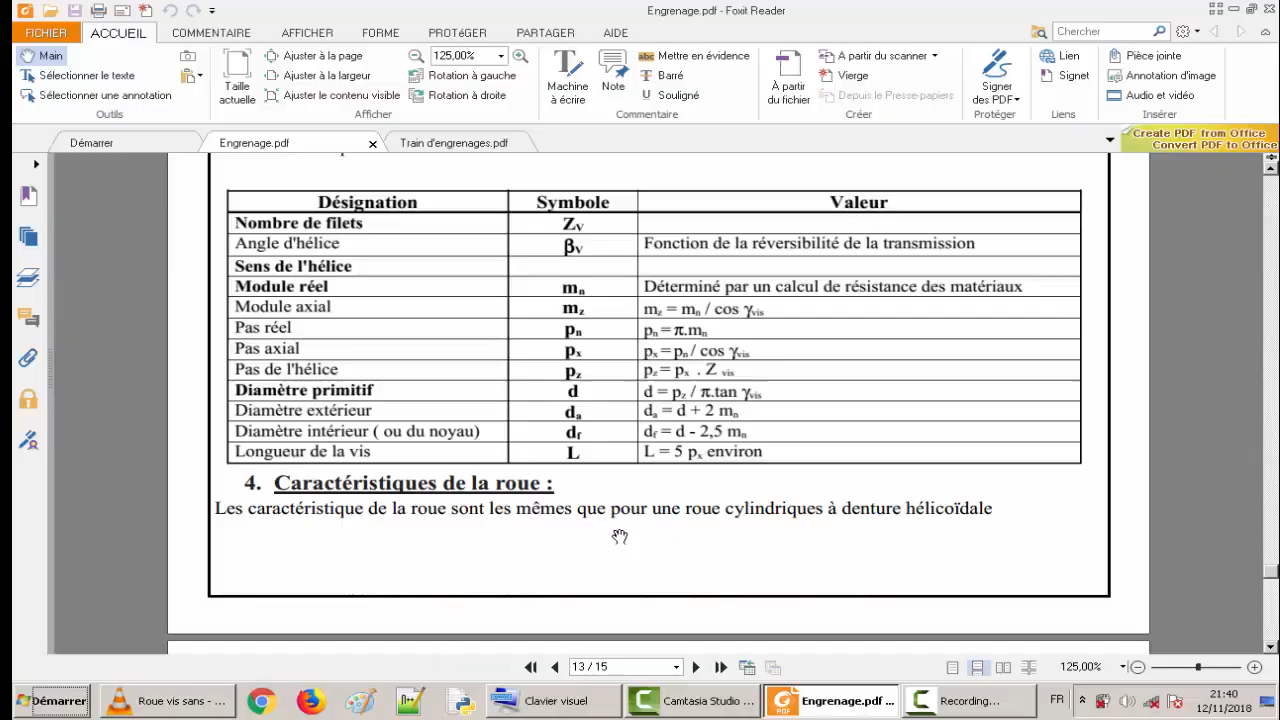 Engrenage.pdf - Foxit Reader
FICHIER ACCUEIL COMMENTAIRE AFFICHER FORME PROTÉGER PARTAGER AIDE Chercher
Main
Sélectionner le texte
Sélectionner une annotation
Outils
Taille actuelle
Ajuster à la page
Ajuster à la largeur
Ajuster le contenu visible
125,00%
Rotation à gauche
Rotation à droite
Afficher
Machine à écrire
Note
Mettre en évidence
Barré
Souligné
Commentaire
A partir du fichier
A partir du scanner
Vierge
Depuis le Presse-papiers
Créer
Signer des PDF
Protéger
Lien
Signet
Liens
Pièce jointe
Annotation d'image
Audio et vidéo
Insérer
Démarrer Engrenage.pdf Train d'engrenages.pdf
Create PDF from Office
Convert PDF to Office
Désignation Symbole Valeur
Nombre de filets Zv
Angle d'hélice βv Fonction de la réversibilité de la transmission
Sens de l'hélice
Module réel mn Déterminé par un calcul de résistance des matériaux
Module axial mz mz = mn / cos γvis
Pas réel pn pn = π.mn
Pas axial px px = pn / cos γvis
Pas de l'hélice pz pz = px . Z vis
Diamètre primitif d d = pz / π.tan γvis
Diamètre extérieur da da = d + 2 mn
Diamètre intérieur ( ou du noyau) df df = d - 2,5 mn
Longueur de la vis L L = 5 px environ
4. Caractéristiques de la roue :
Les caractéristique de la roue sont les mêmes que pour une roue cylindriques à denture hélicoïdale
13 / 15 125,00%
Démarrer Roue vis sans - ... Clavier visuel Camtasia Studio ... Engrenage.pdf ... Recording... FR 21:40
12/11/2018